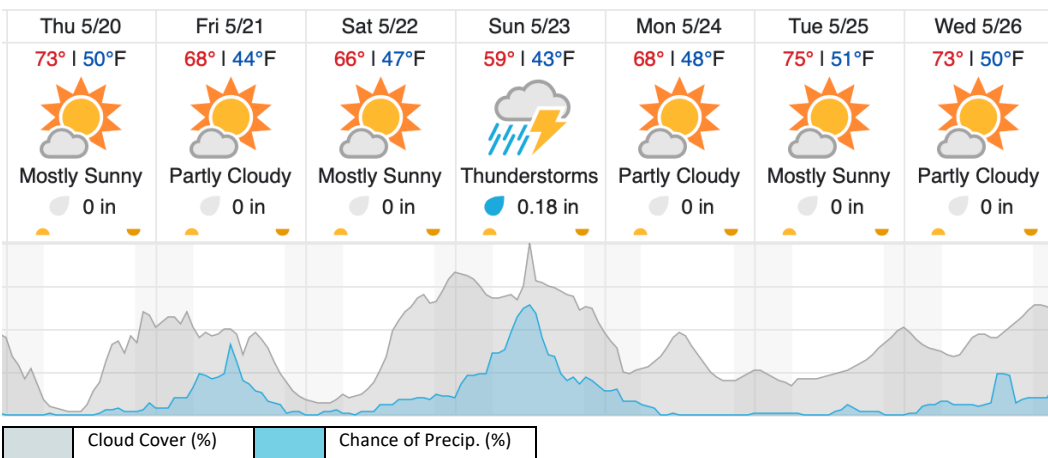 Thu 5/20 Fri 5/21 Sat 5/22 Sun 5/23 Mon 5/24 Tue 5/25 Wed 5/26
73° | 50°F 68° | 44°F 66° | 47°F 59° | 43°F 68° | 48°F 75° | 51°F 73° | 50°F
Mostly Sunny Partly Cloudy Mostly Sunny Thunderstorms Partly Cloudy Mostly Sunny Partly Cloudy
0 in 0 in 0 in 0.18 in 0 in 0 in 0 in
Cloud Cover (%) Chance of Precip. (%)